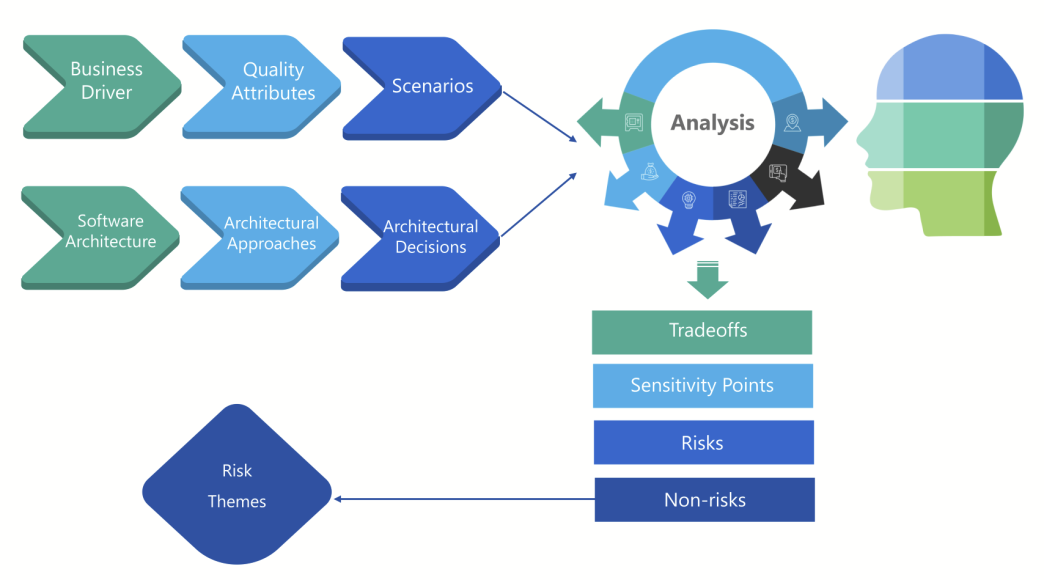 Business
Driver
Quality
Attributes
Scenarios
Analysis
Software
Architecture
Architectural
Approaches
Architectural
Decisions
Tradeoffs
Sensitivity Points
Risks
Non-risks
Risk
Themes